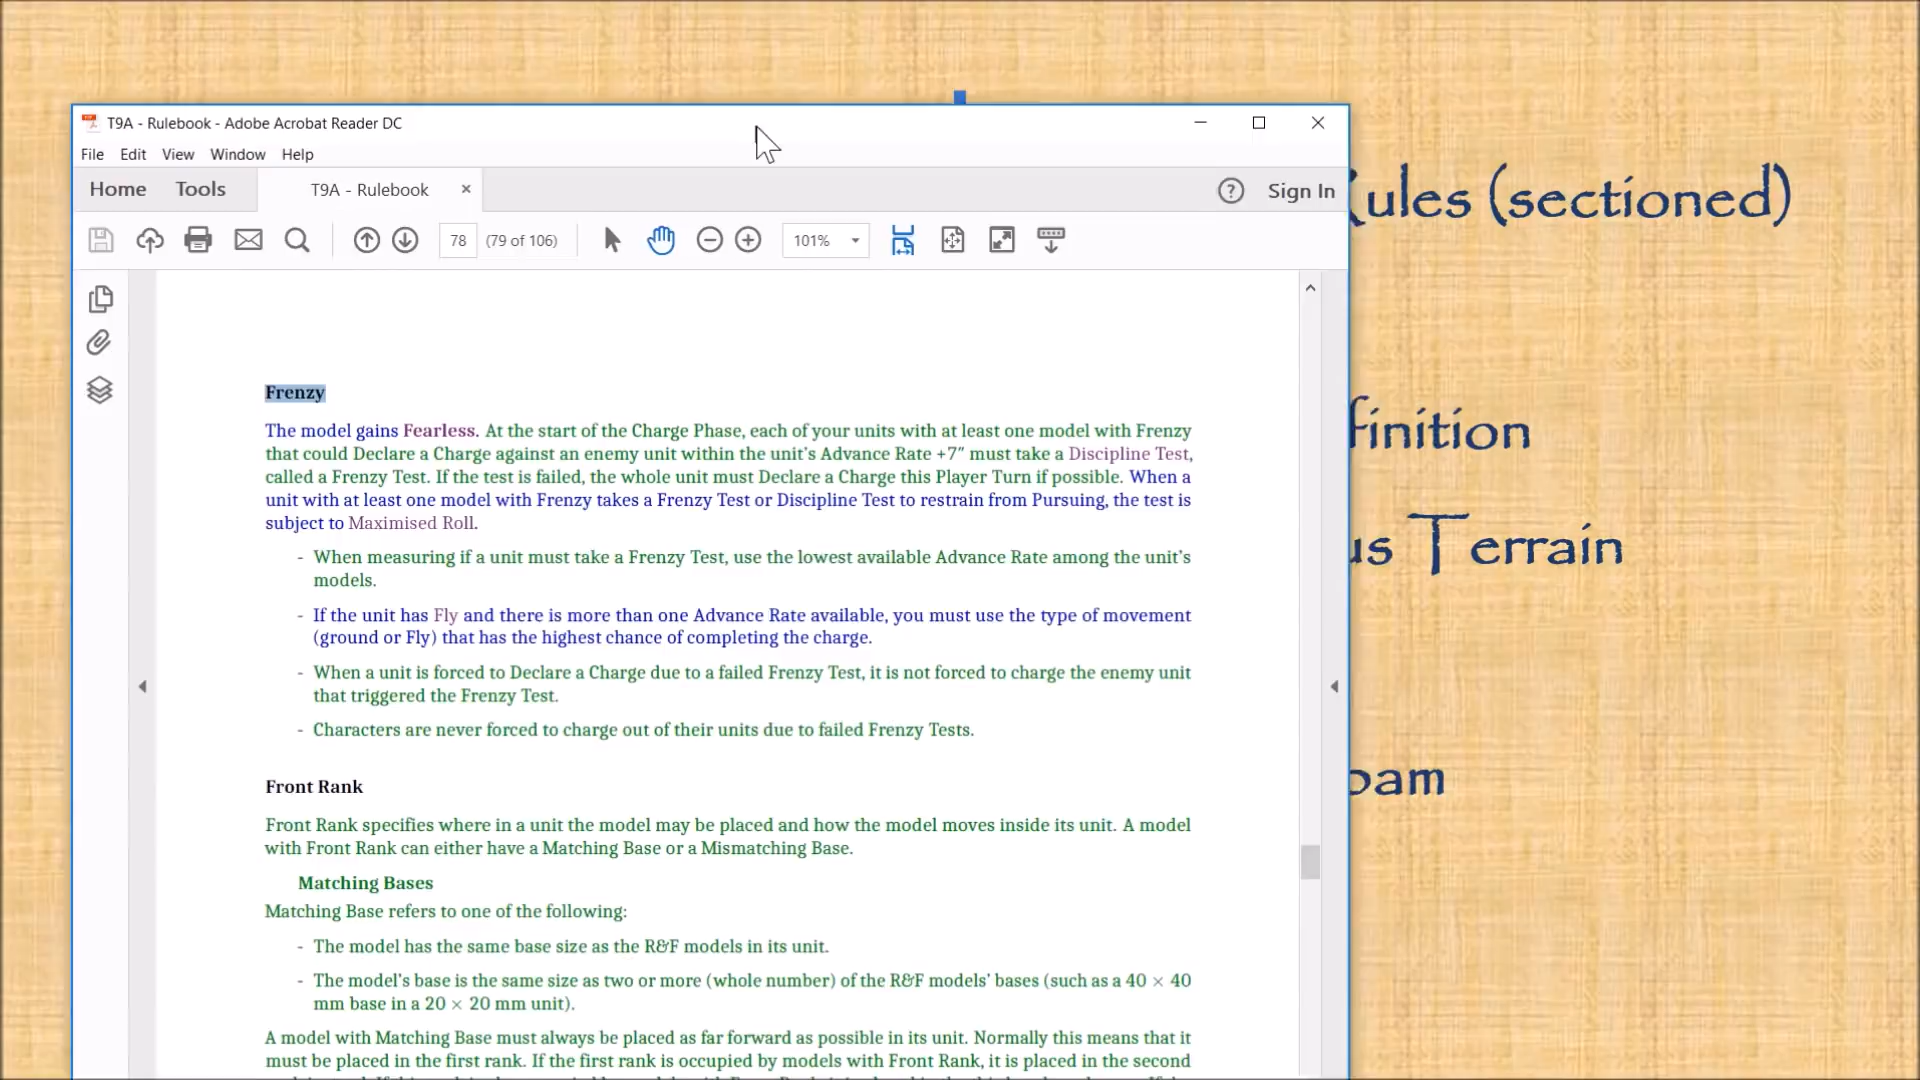 T9A - Rulebook - Adobe Acrobat Reader DC
File Edit View Window Help
Home Tools T9A - Rulebook Sign In
78 (79 of 106) 101%
Rules (sectioned)
Frenzy
The model gains Fearless. At the start of the Charge Phase, each of your units with at least one model with Frenzy
that could Declare a Charge against an enemy unit within the unit's Advance Rate +7″ must take a Discipline Test,
called a Frenzy Test. If the test is failed, the whole unit must Declare a Charge this Player Turn if possible. When a
unit with at least one model with Frenzy takes a Frenzy Test or Discipline Test to restrain from Pursuing, the test is
subject to Maximised Roll.
- When measuring if a unit must take a Frenzy Test, use the lowest available Advance Rate among the unit's
models.
- If the unit has Fly and there is more than one Advance Rate available, you must use the type of movement
(ground or Fly) that has the highest chance of completing the charge.
- When a unit is forced to Declare a Charge due to a failed Frenzy Test, it is not forced to charge the enemy unit
that triggered the Frenzy Test.
- Characters are never forced to charge out of their units due to failed Frenzy Tests.
finition
us Terrain
oam
Front Rank
Front Rank specifies where in a unit the model may be placed and how the model moves inside its unit. A model
with Front Rank can either have a Matching Base or a Mismatching Base.
Matching Bases
Matching Base refers to one of the following:
- The model has the same base size as the R&F models in its unit.
- The model's base is the same size as two or more (whole number) of the R&F models' bases (such as a 40 × 40
mm base in a 20 × 20 mm unit).
A model with Matching Base must always be placed as far forward as possible in its unit. Normally this means that it
must be placed in the first rank. If the first rank is occupied by models with Front Rank, it is placed in the second